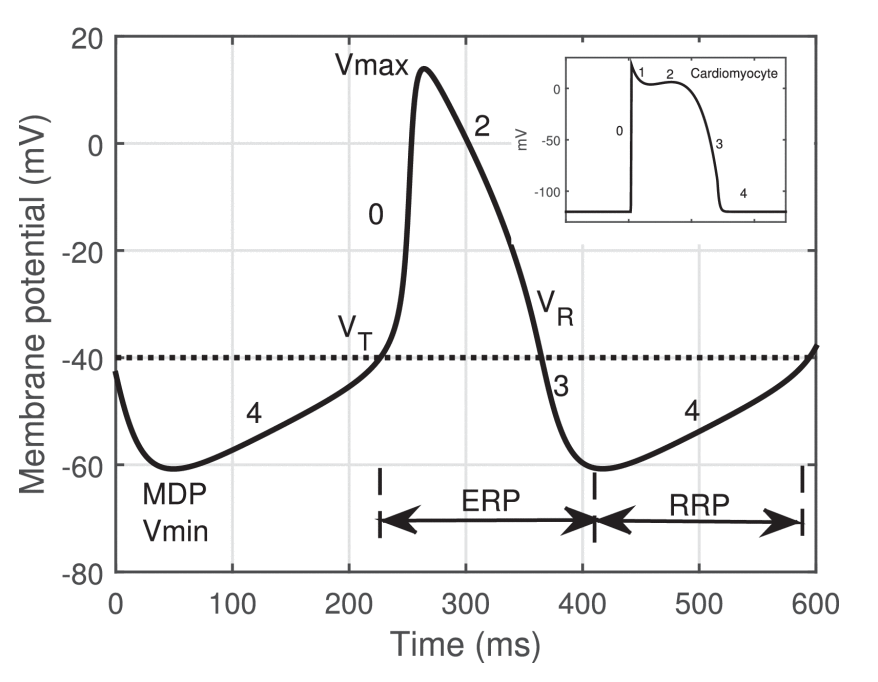 20
0
-20
-40
-60
-80
Membrane potential (mV)
Vmax
2
0
V_T
V_R
3
4
4
MDP
Vmin
ERP
RRP
0
100
200
300
400
500
600
Time (ms)
Cardiomyocyte
1
2
0
3
4
0
-50
-100
mV